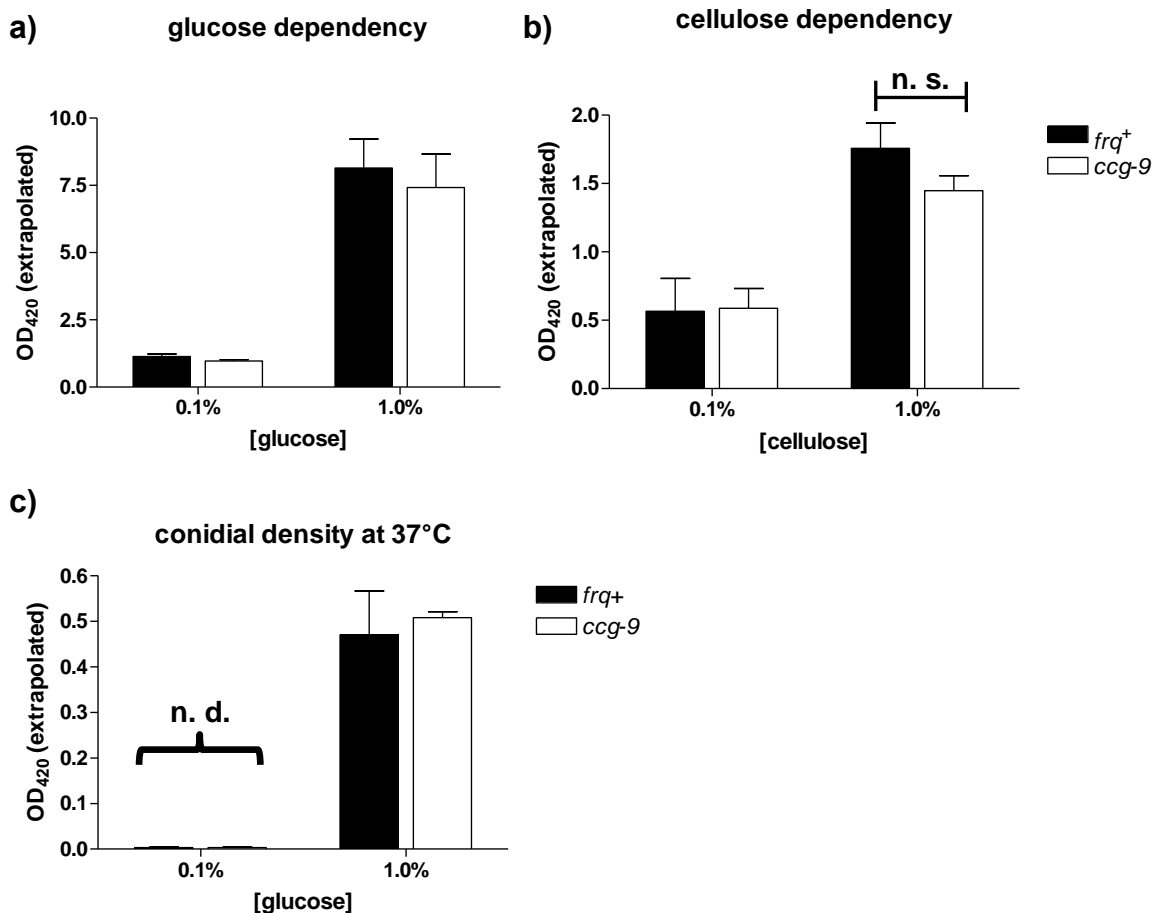 a)
glucose dependency
OD420 (extrapolated)
10.0
7.5
5.0
2.5
0.0
0.1%
1.0%
[glucose]
b)
cellulose dependency
n. s.
OD420 (extrapolated)
2.0
1.5
1.0
0.5
0.0
0.1%
1.0%
[cellulose]
frq+
ccg-9
c)
conidial density at 37°C
OD420 (extrapolated)
0.6
0.5
0.4
0.3
0.2
0.1
0.0
n. d.
0.1%
1.0%
[glucose]
frq+
ccg-9